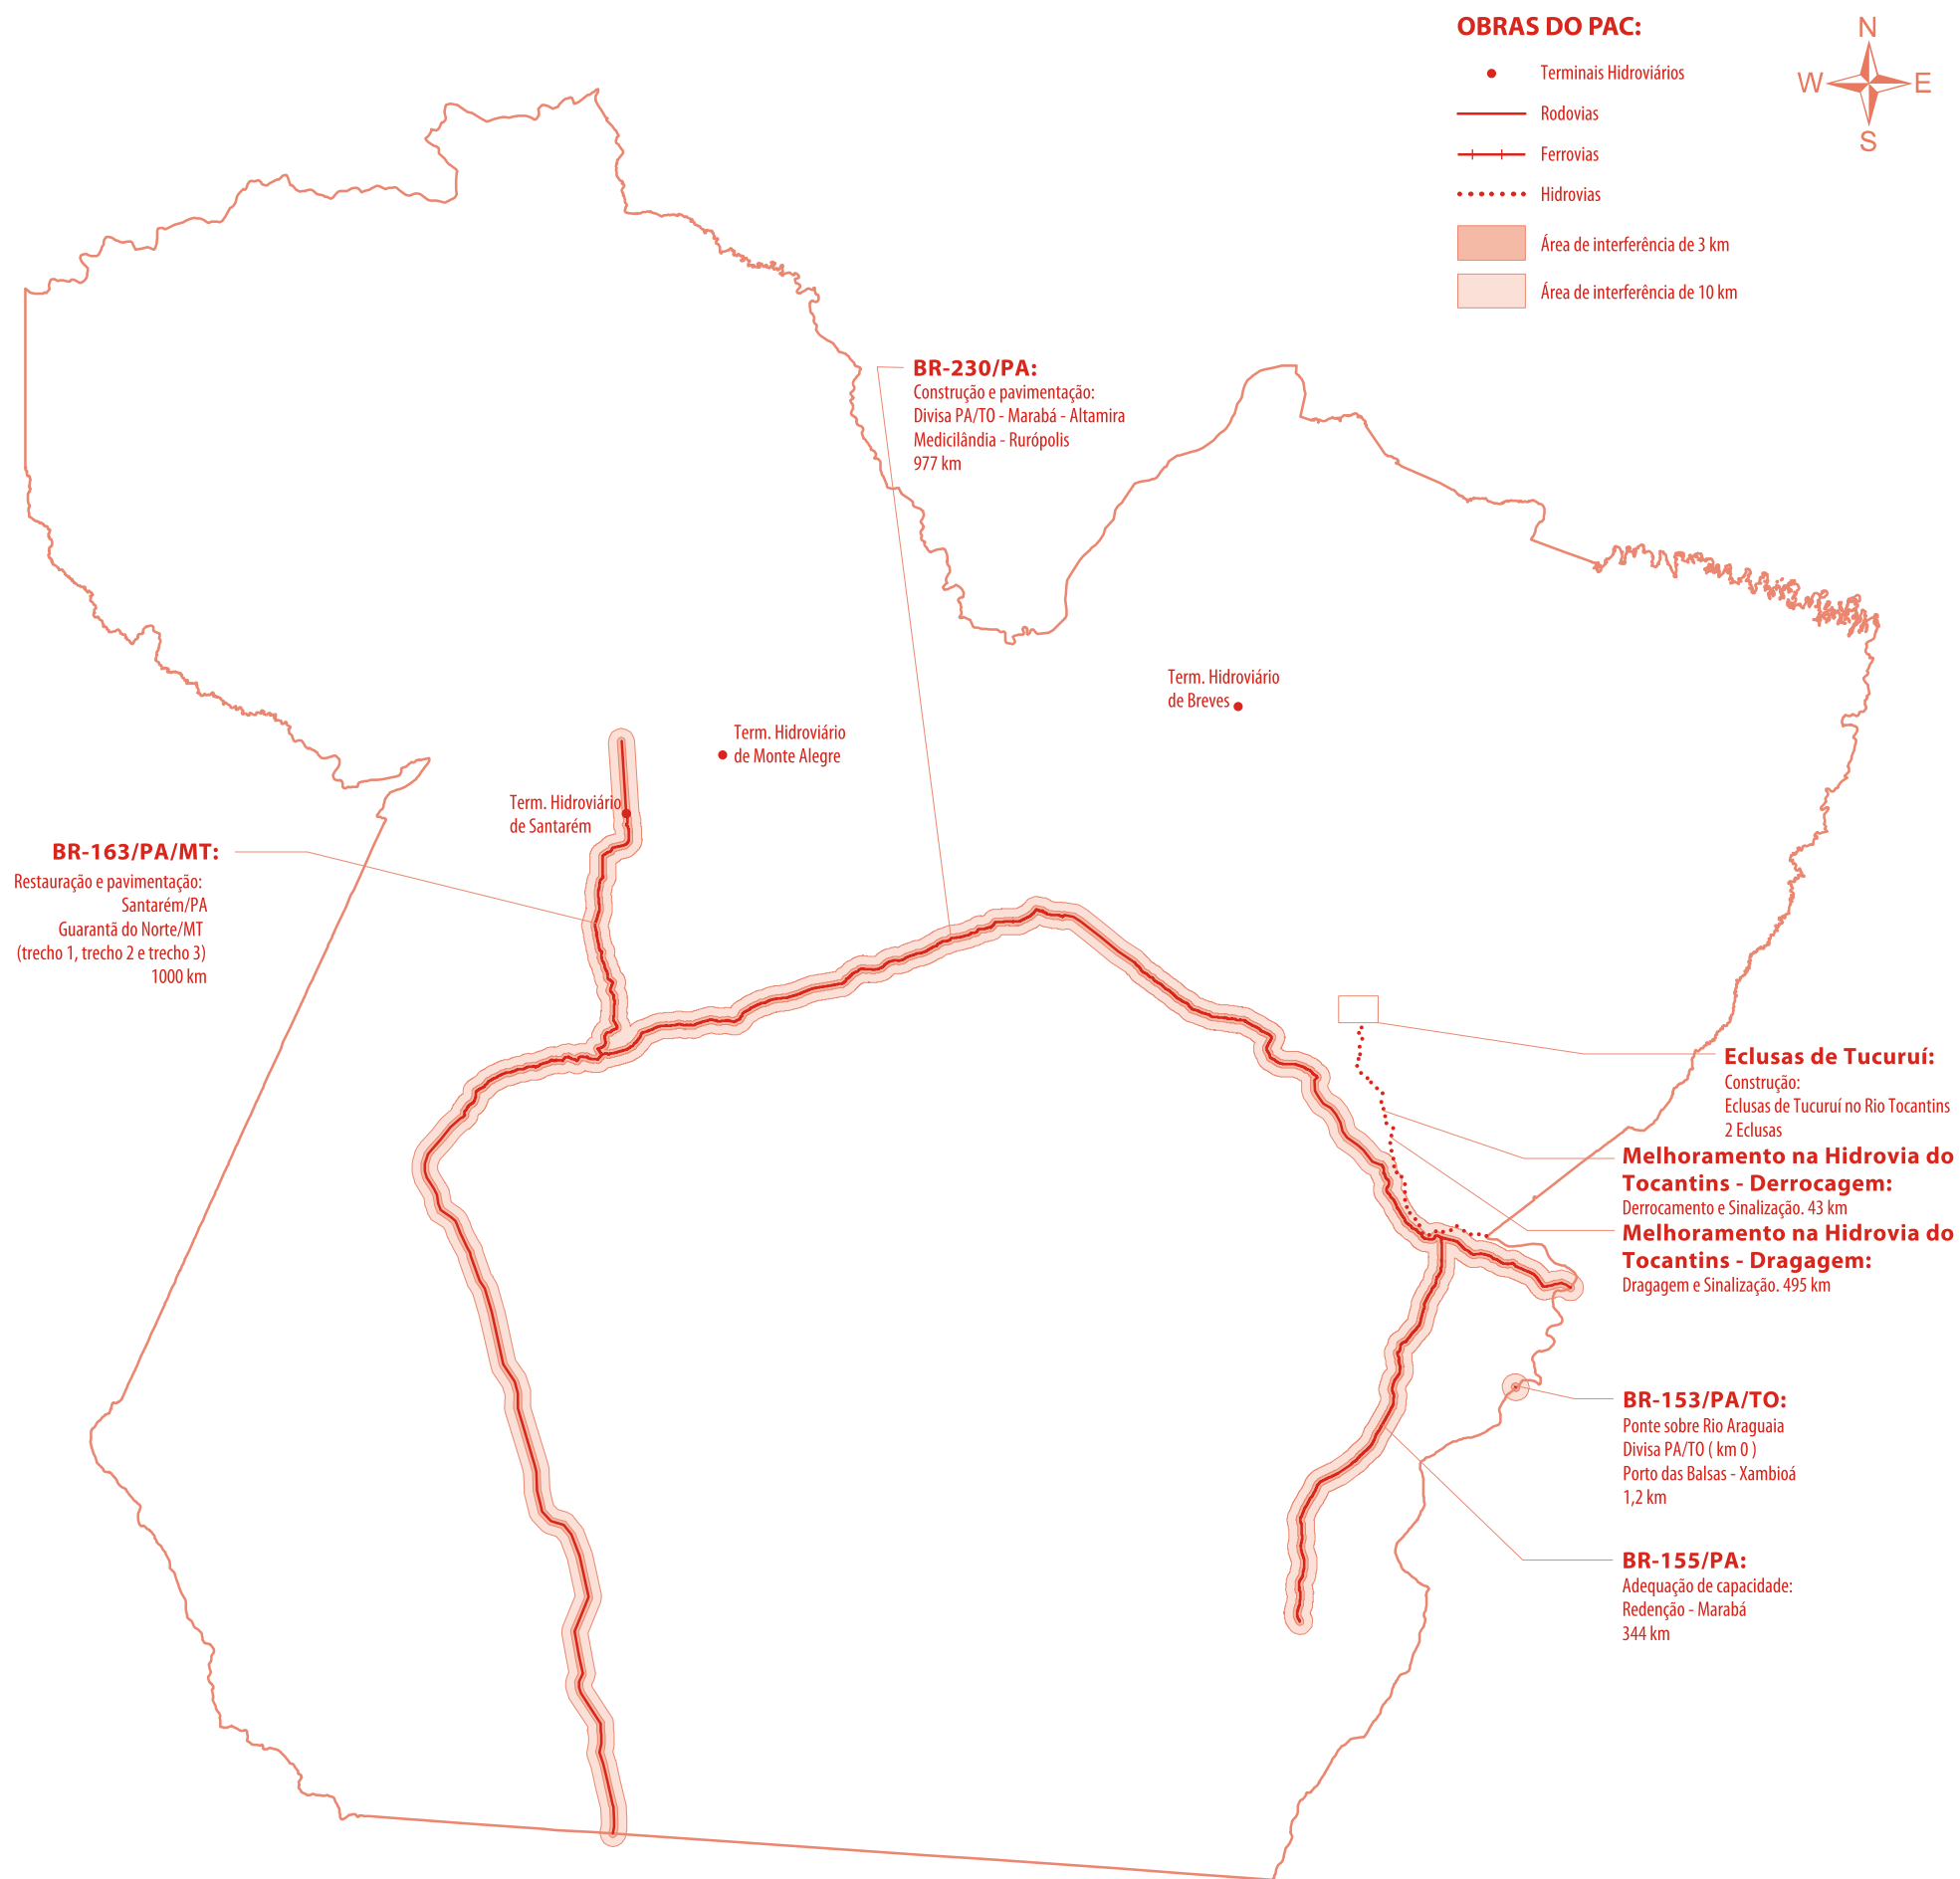 OBRAS DO PAC:
Terminais Hidroviários
Rodovias
Ferrovias
Hidrovias
Área de interferência de 3 km
Área de interferência de 10 km
N
W
E
S
BR-230/PA:
Construção e pavimentação:
Divisa PA/TO - Marabá - Altamira
Medicilândia - Rurópolis
977 km
Term. Hidroviário
de Breves
Term. Hidroviário
de Monte Alegre
Term. Hidroviário
de Santarém
BR-163/PA/MT:
Restauração e pavimentação:
Santarém/PA
Guarantã do Norte/MT
(trecho 1, trecho 2 e trecho 3)
1000 km
Eclusas de Tucuruí:
Construção:
Eclusas de Tucuruí no Rio Tocantins
2 Eclusas
Melhoramento na Hidrovia do
Tocantins - Derrocagem:
Derrocamento e Sinalização. 43 km
Melhoramento na Hidrovia do
Tocantins - Dragagem:
Dragagem e Sinalização. 495 km
BR-153/PA/TO:
Ponte sobre Rio Araguaia
Divisa PA/TO ( km 0 )
Porto das Balsas - Xambioá
1,2 km
BR-155/PA:
Adequação de capacidade:
Redenção - Marabá
344 km